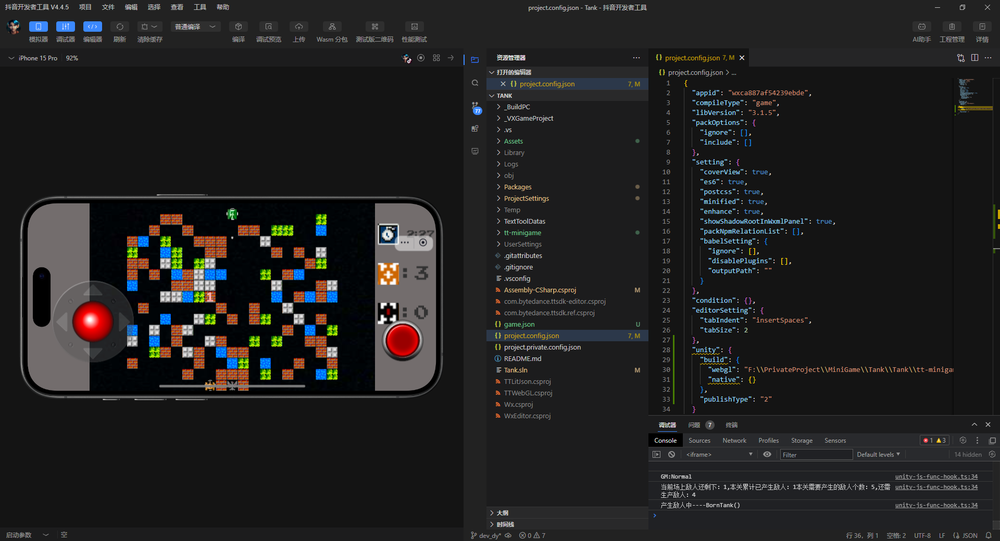 抖音开发者工具 V4.4.5 项目 文件 编辑 选择 查看 工具 帮助
project.config.json - Tank - 抖音开发者工具
模拟器 调试器 编辑器 刷新 清除缓存
普通编译
编译 调试预览 上传 Wasm 分包 测试版二维码 性能测试
AI助手 工程管理 详情
iPhone 15 Pro 92%
2:27
: 3
1
: 0
启动参数 空
资源管理器
打开的编辑器
project.config.json 7, M
TANK
_BuildPC
_VXGameProject
.vs
Assets
Library
Logs
obj
Packages
ProjectSettings
Temp
TextToolDatas
tt-minigame
UserSettings
.gitattributes
.gitignore
.vsconfig
Assembly-CSharp.csproj M
com.bytedance.ttsdk-editor.csproj
com.bytedance.ttsdk.ref.csproj
game.json U
project.config.json 7, M
project.private.config.json
README.md
Tank.sln M
TTLitJson.csproj
TTWebGL.csproj
Wx.csproj
WxEditor.csproj
77
大纲
时间线
project.config.json 7, M
project.config.json > ...
1 {
2 "appid": "wxca887af54239ebde",
3 "compileType": "game",
4 "libVersion": "3.1.5",
5 "packOptions": {
6 "ignore": [],
7 "include": []
8 },
9 "setting": {
10 "coverView": true,
11 "es6": true,
12 "postcss": true,
13 "minified": true,
14 "enhance": true,
15 "showShadowRootInWxmlPanel": true,
16 "packNpmRelationList": [],
17 "babelSetting": {
18 "ignore": [],
19 "disablePlugins": [],
20 "outputPath": ""
21 }
22 },
23 "condition": {},
24 "editorSetting": {
25 "tabIndent": "insertSpaces",
26 "tabSize": 2
27 },
28 "unity": {
29 "build": {
30 "webgl": "F:\\PrivateProject\\MiniGame\\Tank\\Tank\\tt-minigam
31 "native": {}
32 },
33 "publishType": "2"
34 }
调试器 问题 7 终端
Console Sources Network Profiles Storage Sensors 1 3
<iframe> Filter Default levels 14 hidden
GM:Normal unity-js-func-hook.ts:34
当前场上敌人还剩下: 1,本关累计已产生敌人: 1本关需要产生的敌人个数: 5,还需 unity-js-func-hook.ts:34
生产敌人: 4
产生敌人中----BornTank() unity-js-func-hook.ts:34
dev_dy* 0 7
行 36, 列 1 空格: 2 UTF-8 LF JSON